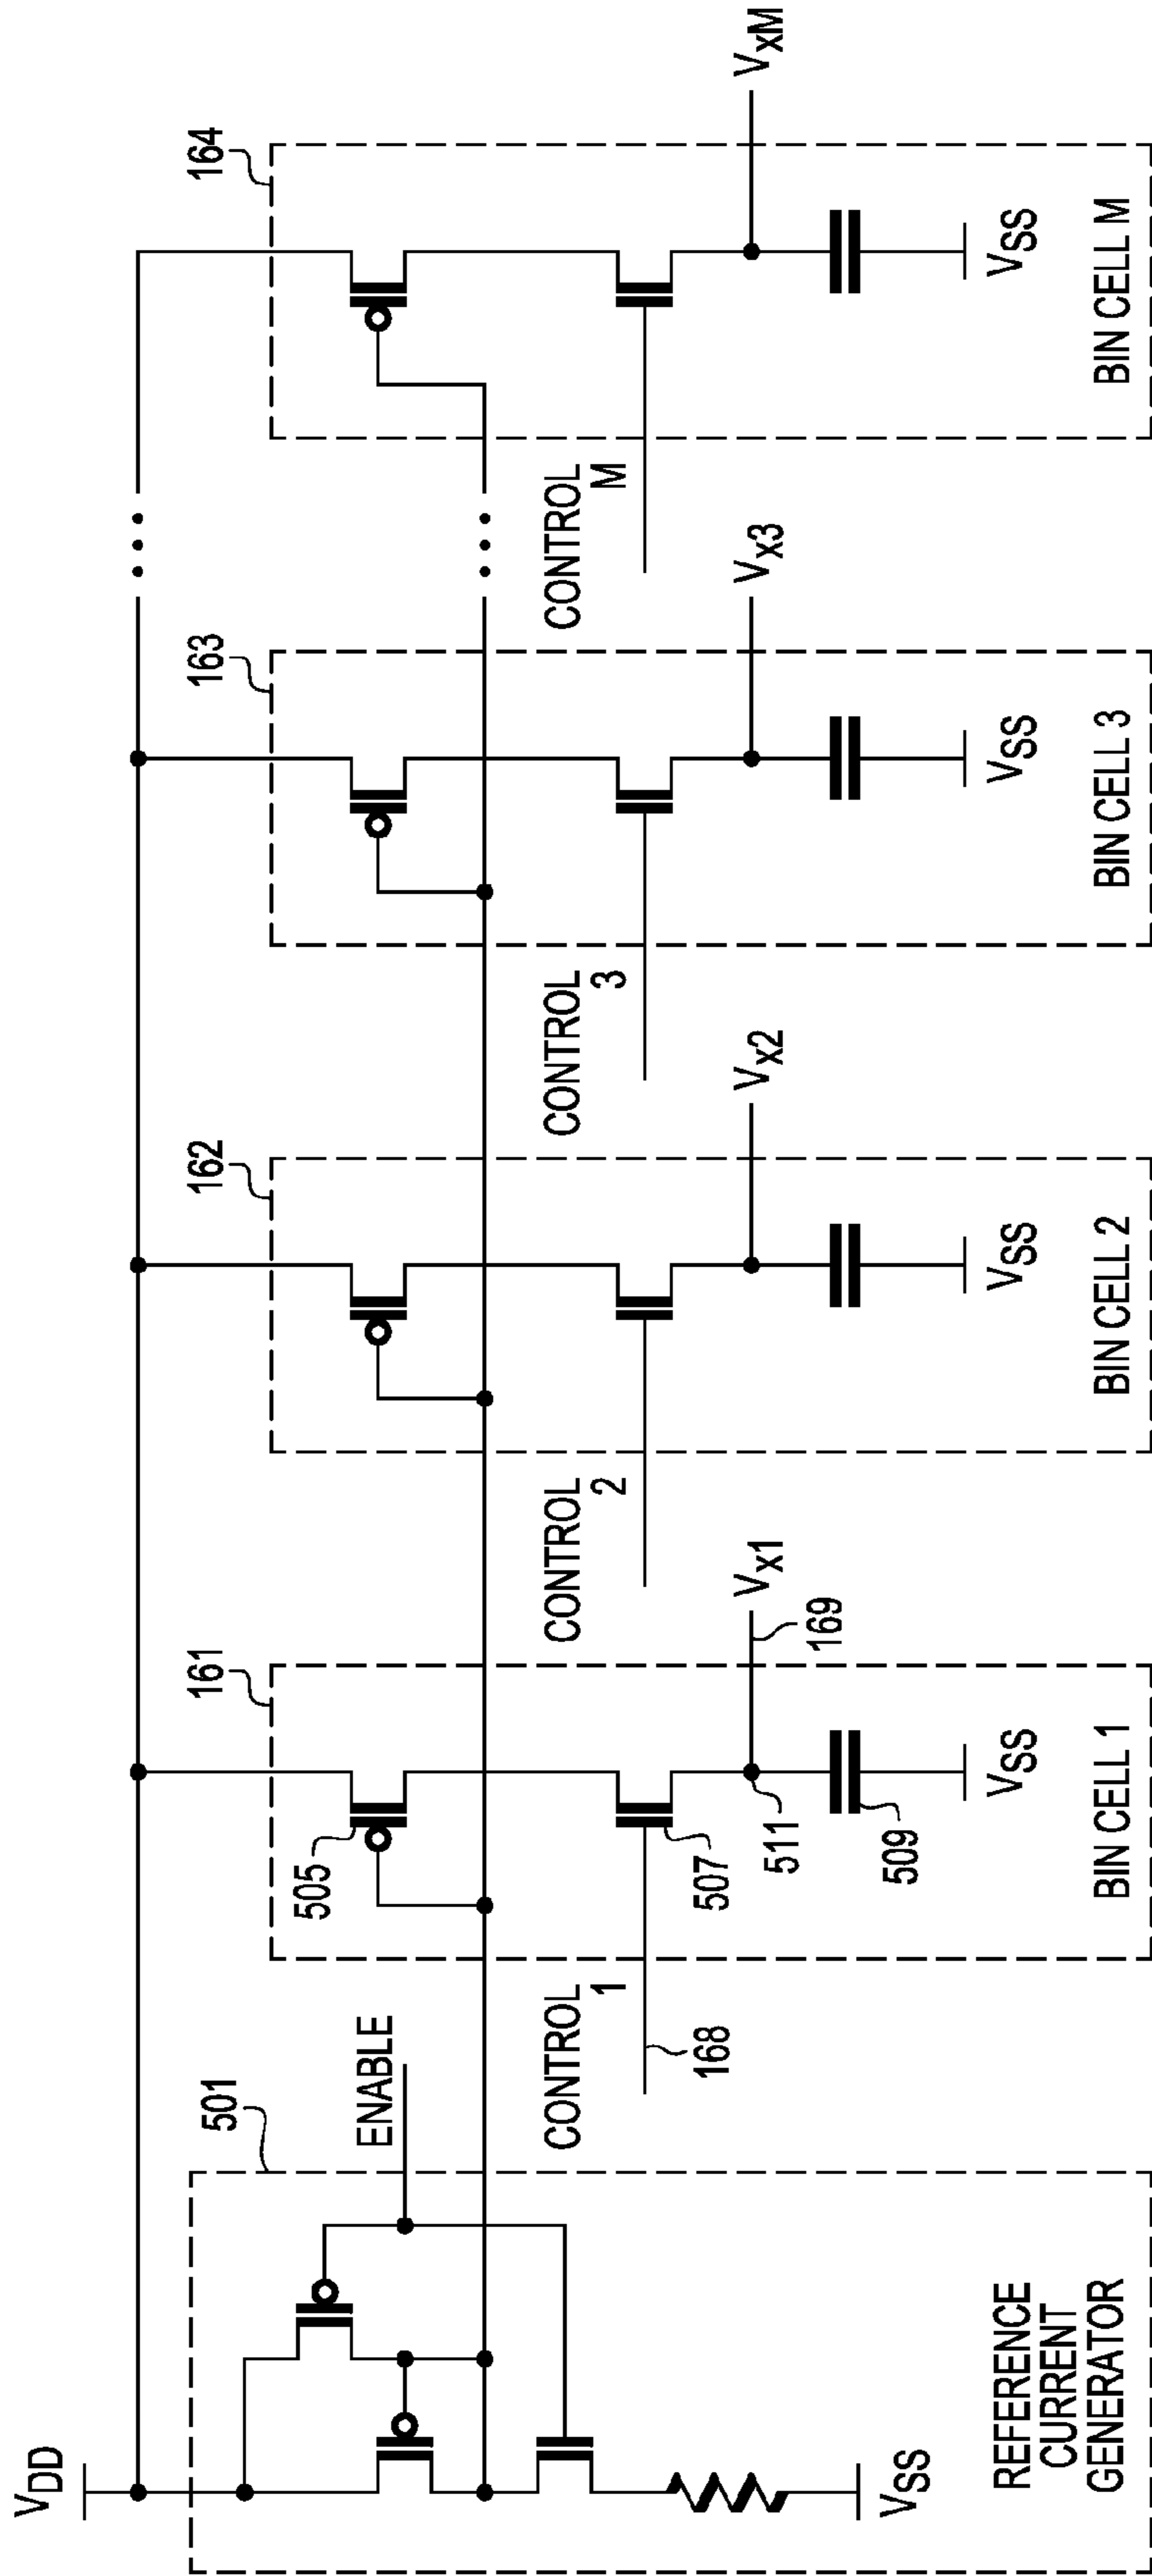 VDD
501
ENABLE
REFERENCE
CURRENT
GENERATOR
VSS
161
505
CONTROL
1
168
507
511
509
Vx1
169
VSS
BIN CELL 1
162
CONTROL
2
Vx2
VSS
BIN CELL 2
163
CONTROL
3
Vx3
VSS
BIN CELL 3
164
CONTROL
M
VxM
VSS
BIN CELL M